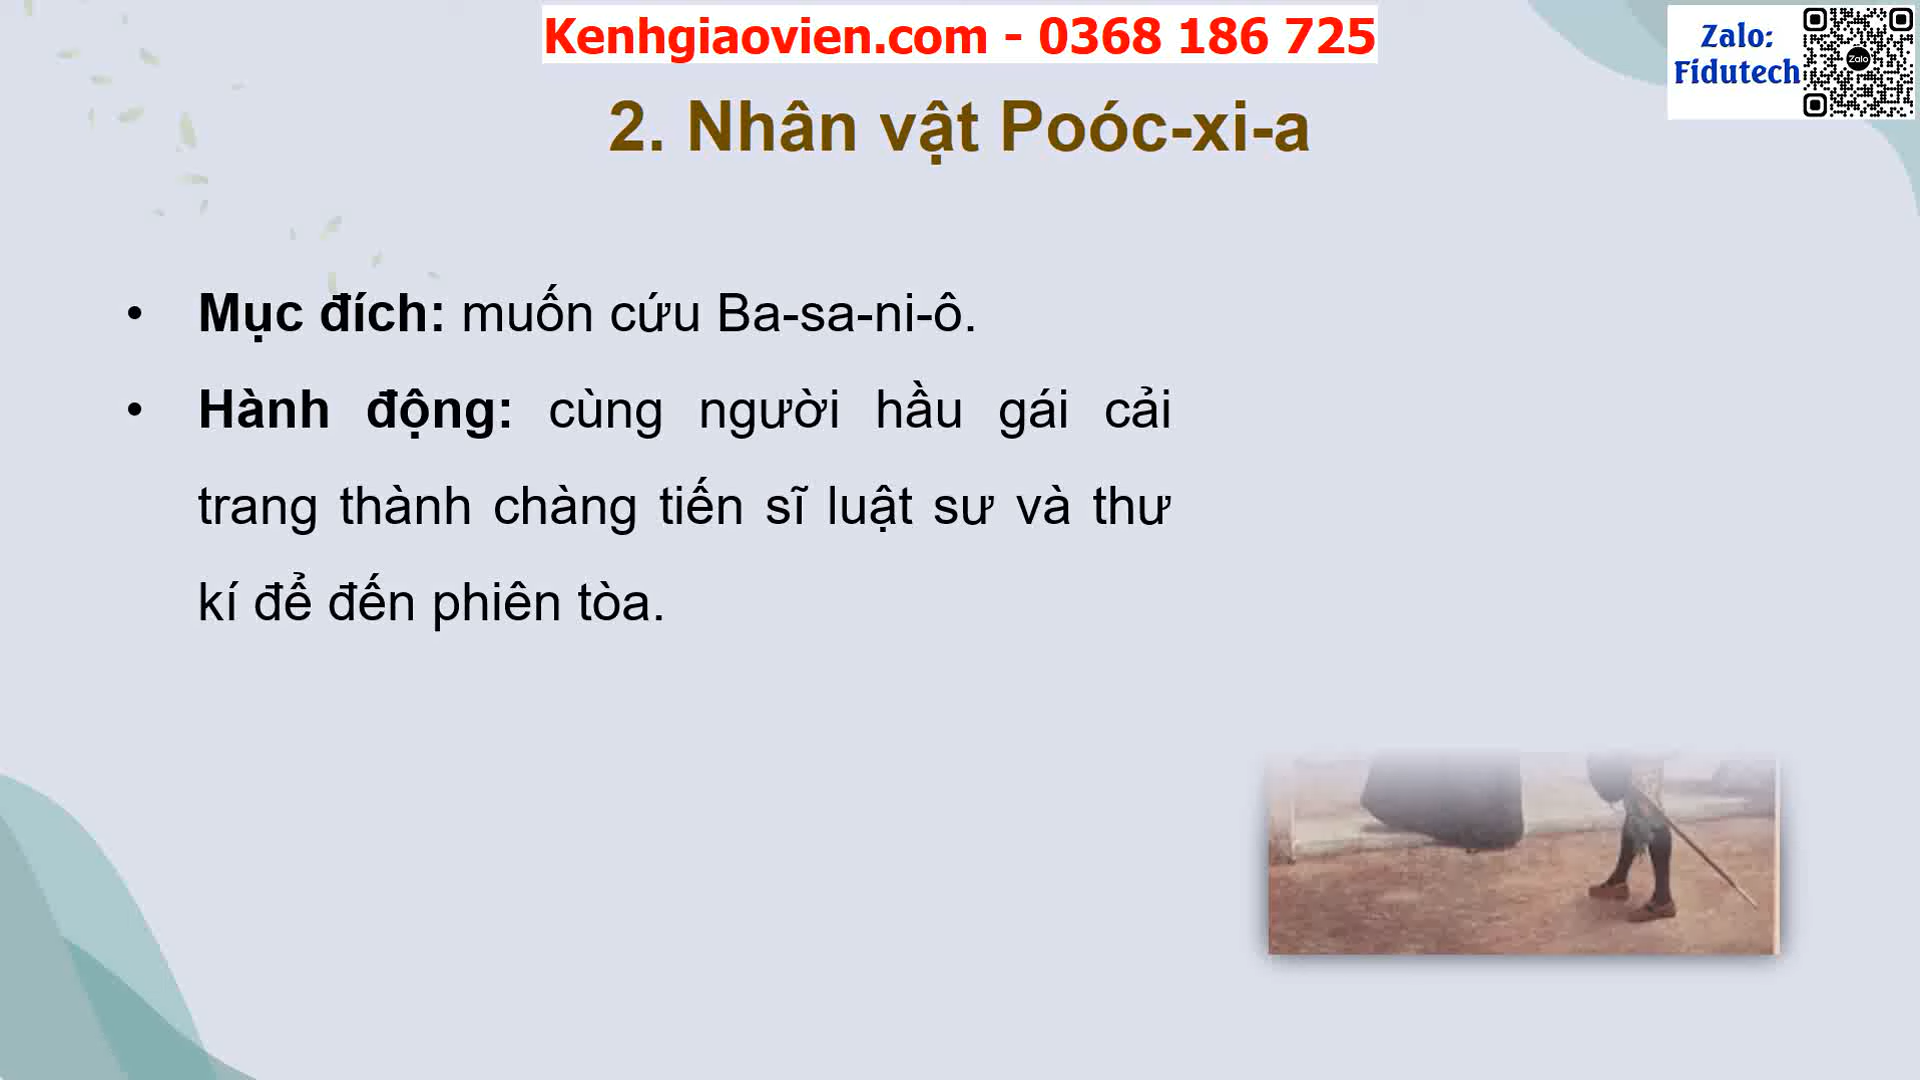 Kenhgiaovien.com - 0368 186 725
Zalo:
Fidutech
Zalo
2. Nhân vật Poóc-xi-a
• Mục đích: muốn cứu Ba-sa-ni-ô.
• Hành động: cùng người hầu gái cải
trang thành chàng tiến sĩ luật sư và thư
kí để đến phiên tòa.